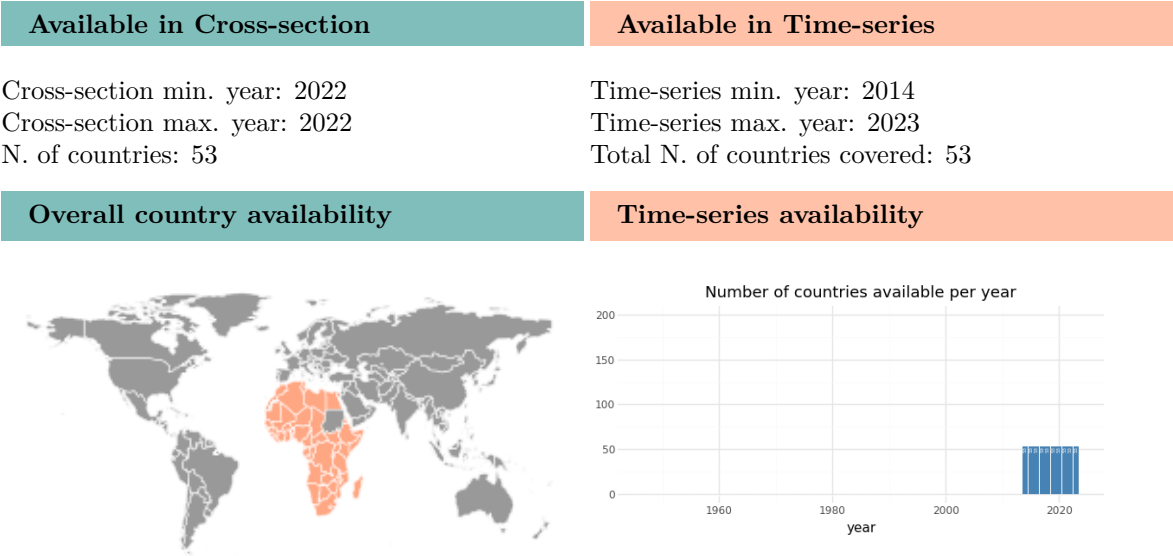 Available in Cross-section
Cross-section min. year: 2022
Cross-section max. year: 2022
N. of countries: 53
Available in Time-series
Time-series min. year: 2014
Time-series max. year: 2023
Total N. of countries covered: 53
Overall country availability
Time-series availability
Number of countries available per year
200
150
100
50
0
1960
1980
2000
2020
year